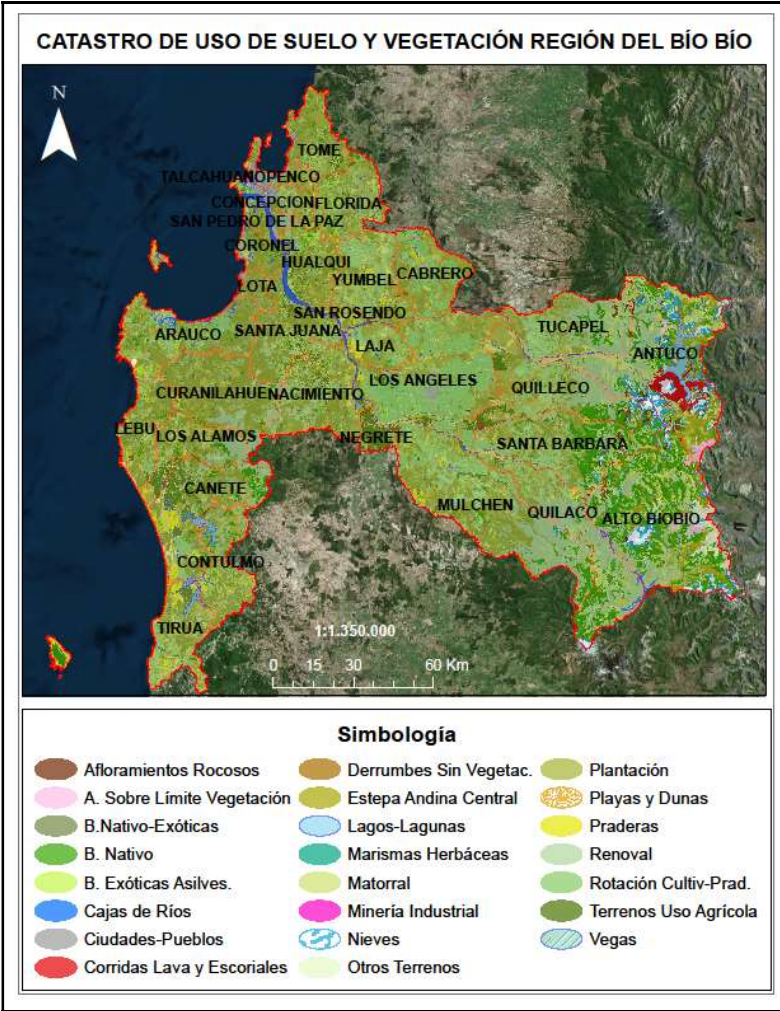 CATASTRO DE USO DE SUELO Y VEGETACIÓN REGIÓN DEL BÍO BÍO
N
TOME
TALCAHUANO PENCO
CONCEPCION FLORIDA
SAN PEDRO DE LA PAZ
CORONEL
HUALQUI
YUMBEL CABRERO
LOTA
SAN ROSENDO
TUCAPEL
ARAUCO SANTA JUANA
LAJA
ANTUCO
LOS ANGELES
QUILLECO
CURANILAHUE NACIMIENTO
LEBU LOS ALAMOS
NEGRETE
SANTA BARBARA
CANETE
MULCHEN QUILACO ALTO BIOBIO
CONTULMO
TIRUA
1:1.350.000
0 15 30 60 Km
Simbología
Afloramientos Rocosos
A. Sobre Límite Vegetación
B.Nativo-Exóticas
B. Nativo
B. Exóticas Asilves.
Cajas de Ríos
Ciudades-Pueblos
Corridas Lava y Escoriales
Derrumbes Sin Vegetac.
Estepa Andina Central
Lagos-Lagunas
Marismas Herbáceas
Matorral
Minería Industrial
Nieves
Otros Terrenos
Plantación
Playas y Dunas
Praderas
Renoval
Rotación Cultiv-Prad.
Terrenos Uso Agrícola
Vegas